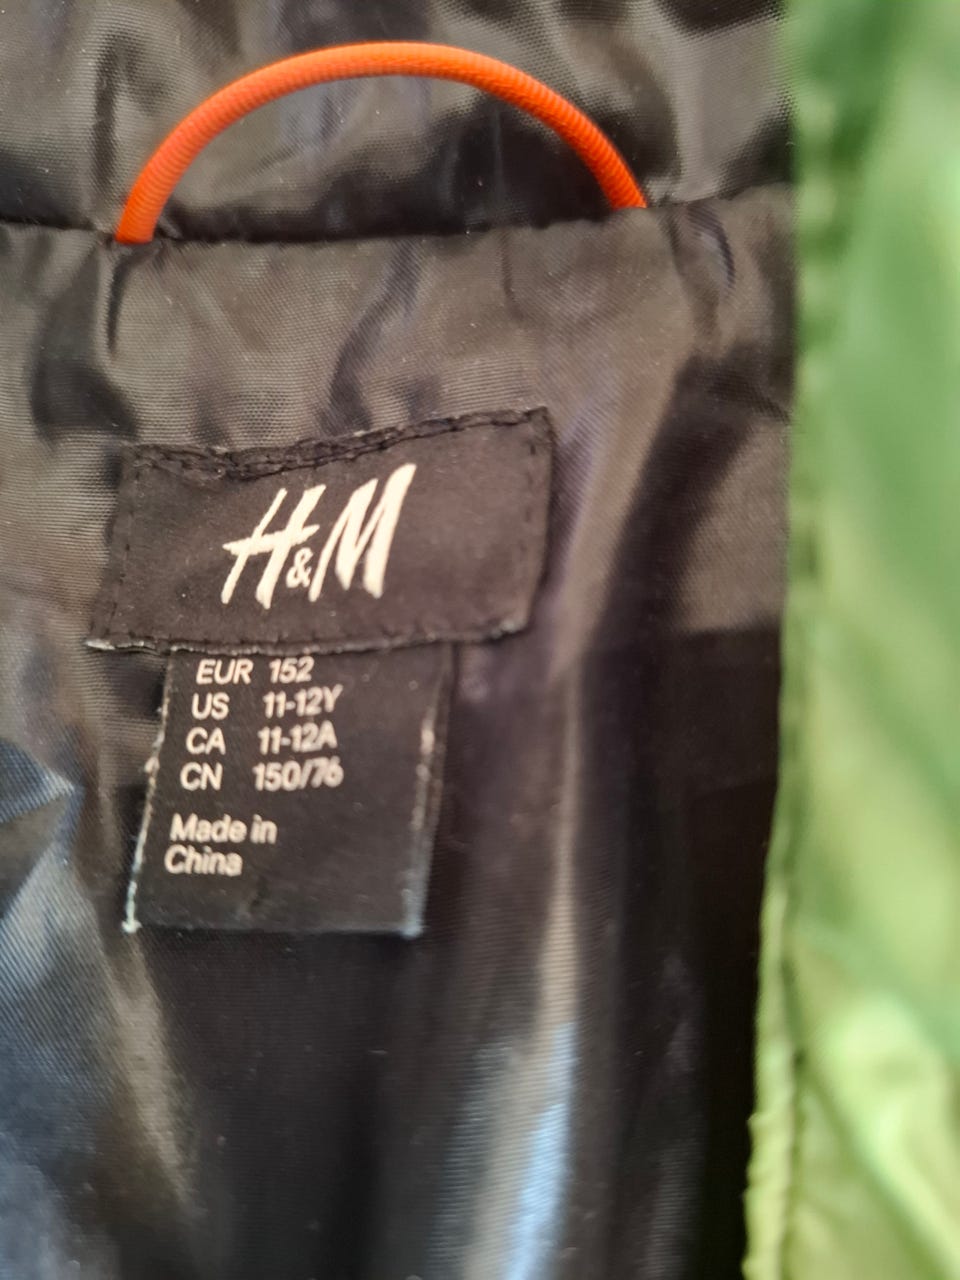 H&M
EUR 152
US 11-12Y
CA 11-12A
CN 150/76
Made in
China